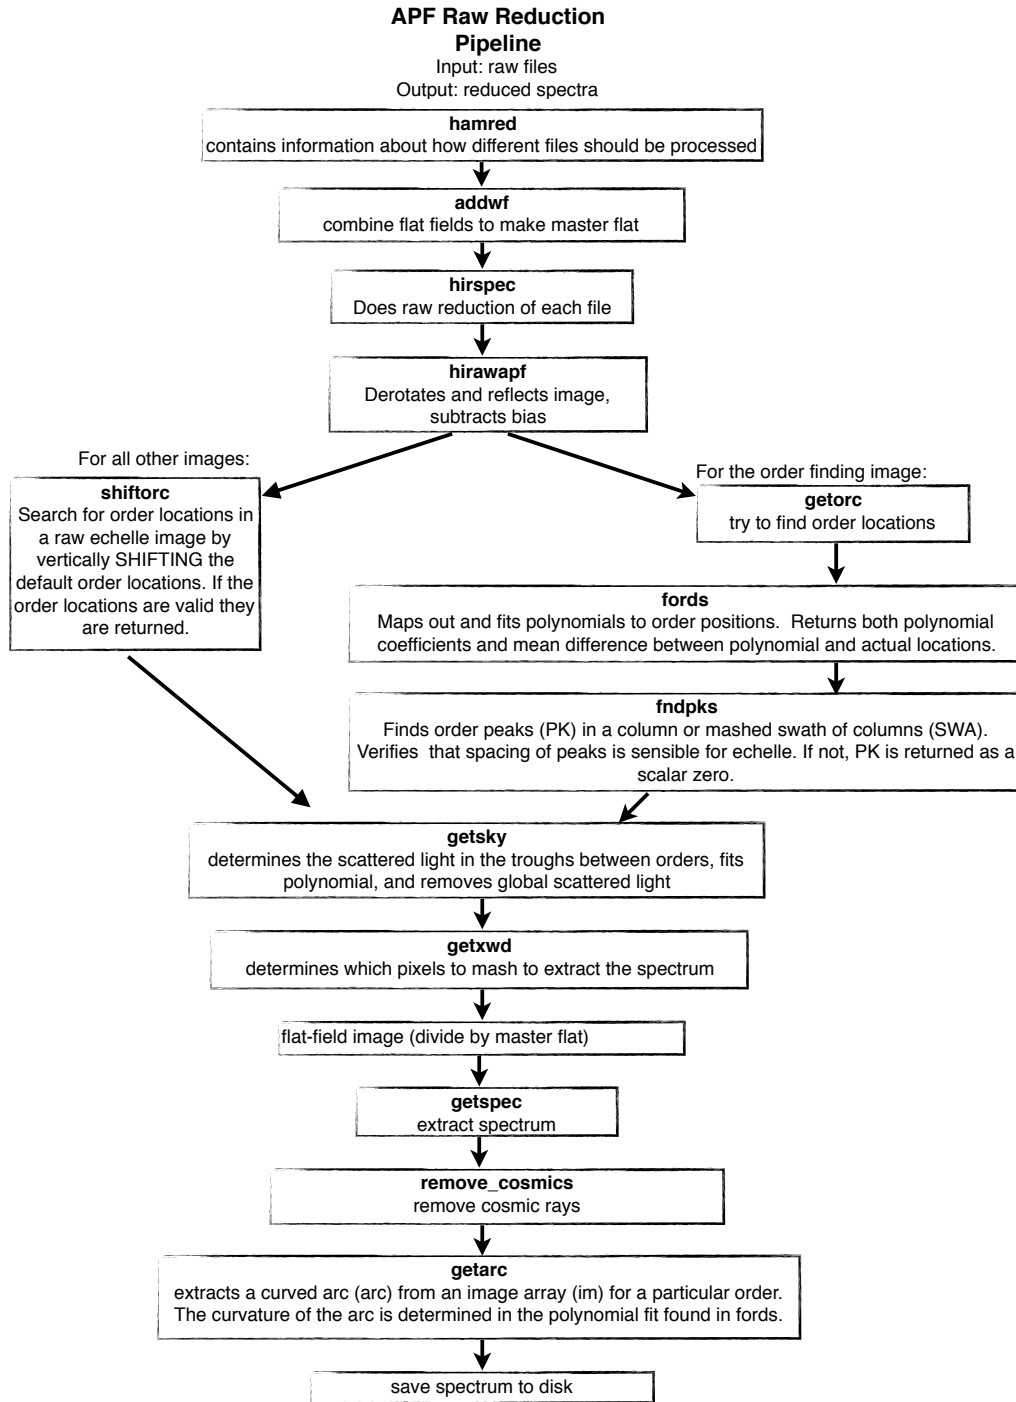 APF Raw Reduction
Pipeline
Input: raw files
Output: reduced spectra
hamred
contains information about how different files should be processed
addwf
combine flat fields to make master flat
hirspec
Does raw reduction of each file
hirawapf
Derotates and reflects image,
subtracts bias
For all other images:
shiftorc
Search for order locations in
a raw echelle image by
vertically SHIFTING the
default order locations. If the
order locations are valid they
are returned.
For the order finding image:
getorc
try to find order locations
fords
Maps out and fits polynomials to order positions.  Returns both polynomial
coefficients and mean difference between polynomial and actual locations.
fndpks
Finds order peaks (PK) in a column or mashed swath of columns (SWA).
Verifies  that spacing of peaks is sensible for echelle. If not, PK is returned as a
scalar zero.
getsky
determines the scattered light in the troughs between orders, fits
polynomial, and removes global scattered light
getxwd
determines which pixels to mash to extract the spectrum
flat-field image (divide by master flat)
getspec
extract spectrum
remove_cosmics
remove cosmic rays
getarc
extracts a curved arc (arc) from an image array (im) for a particular order.
The curvature of the arc is determined in the polynomial fit found in fords.
save spectrum to disk